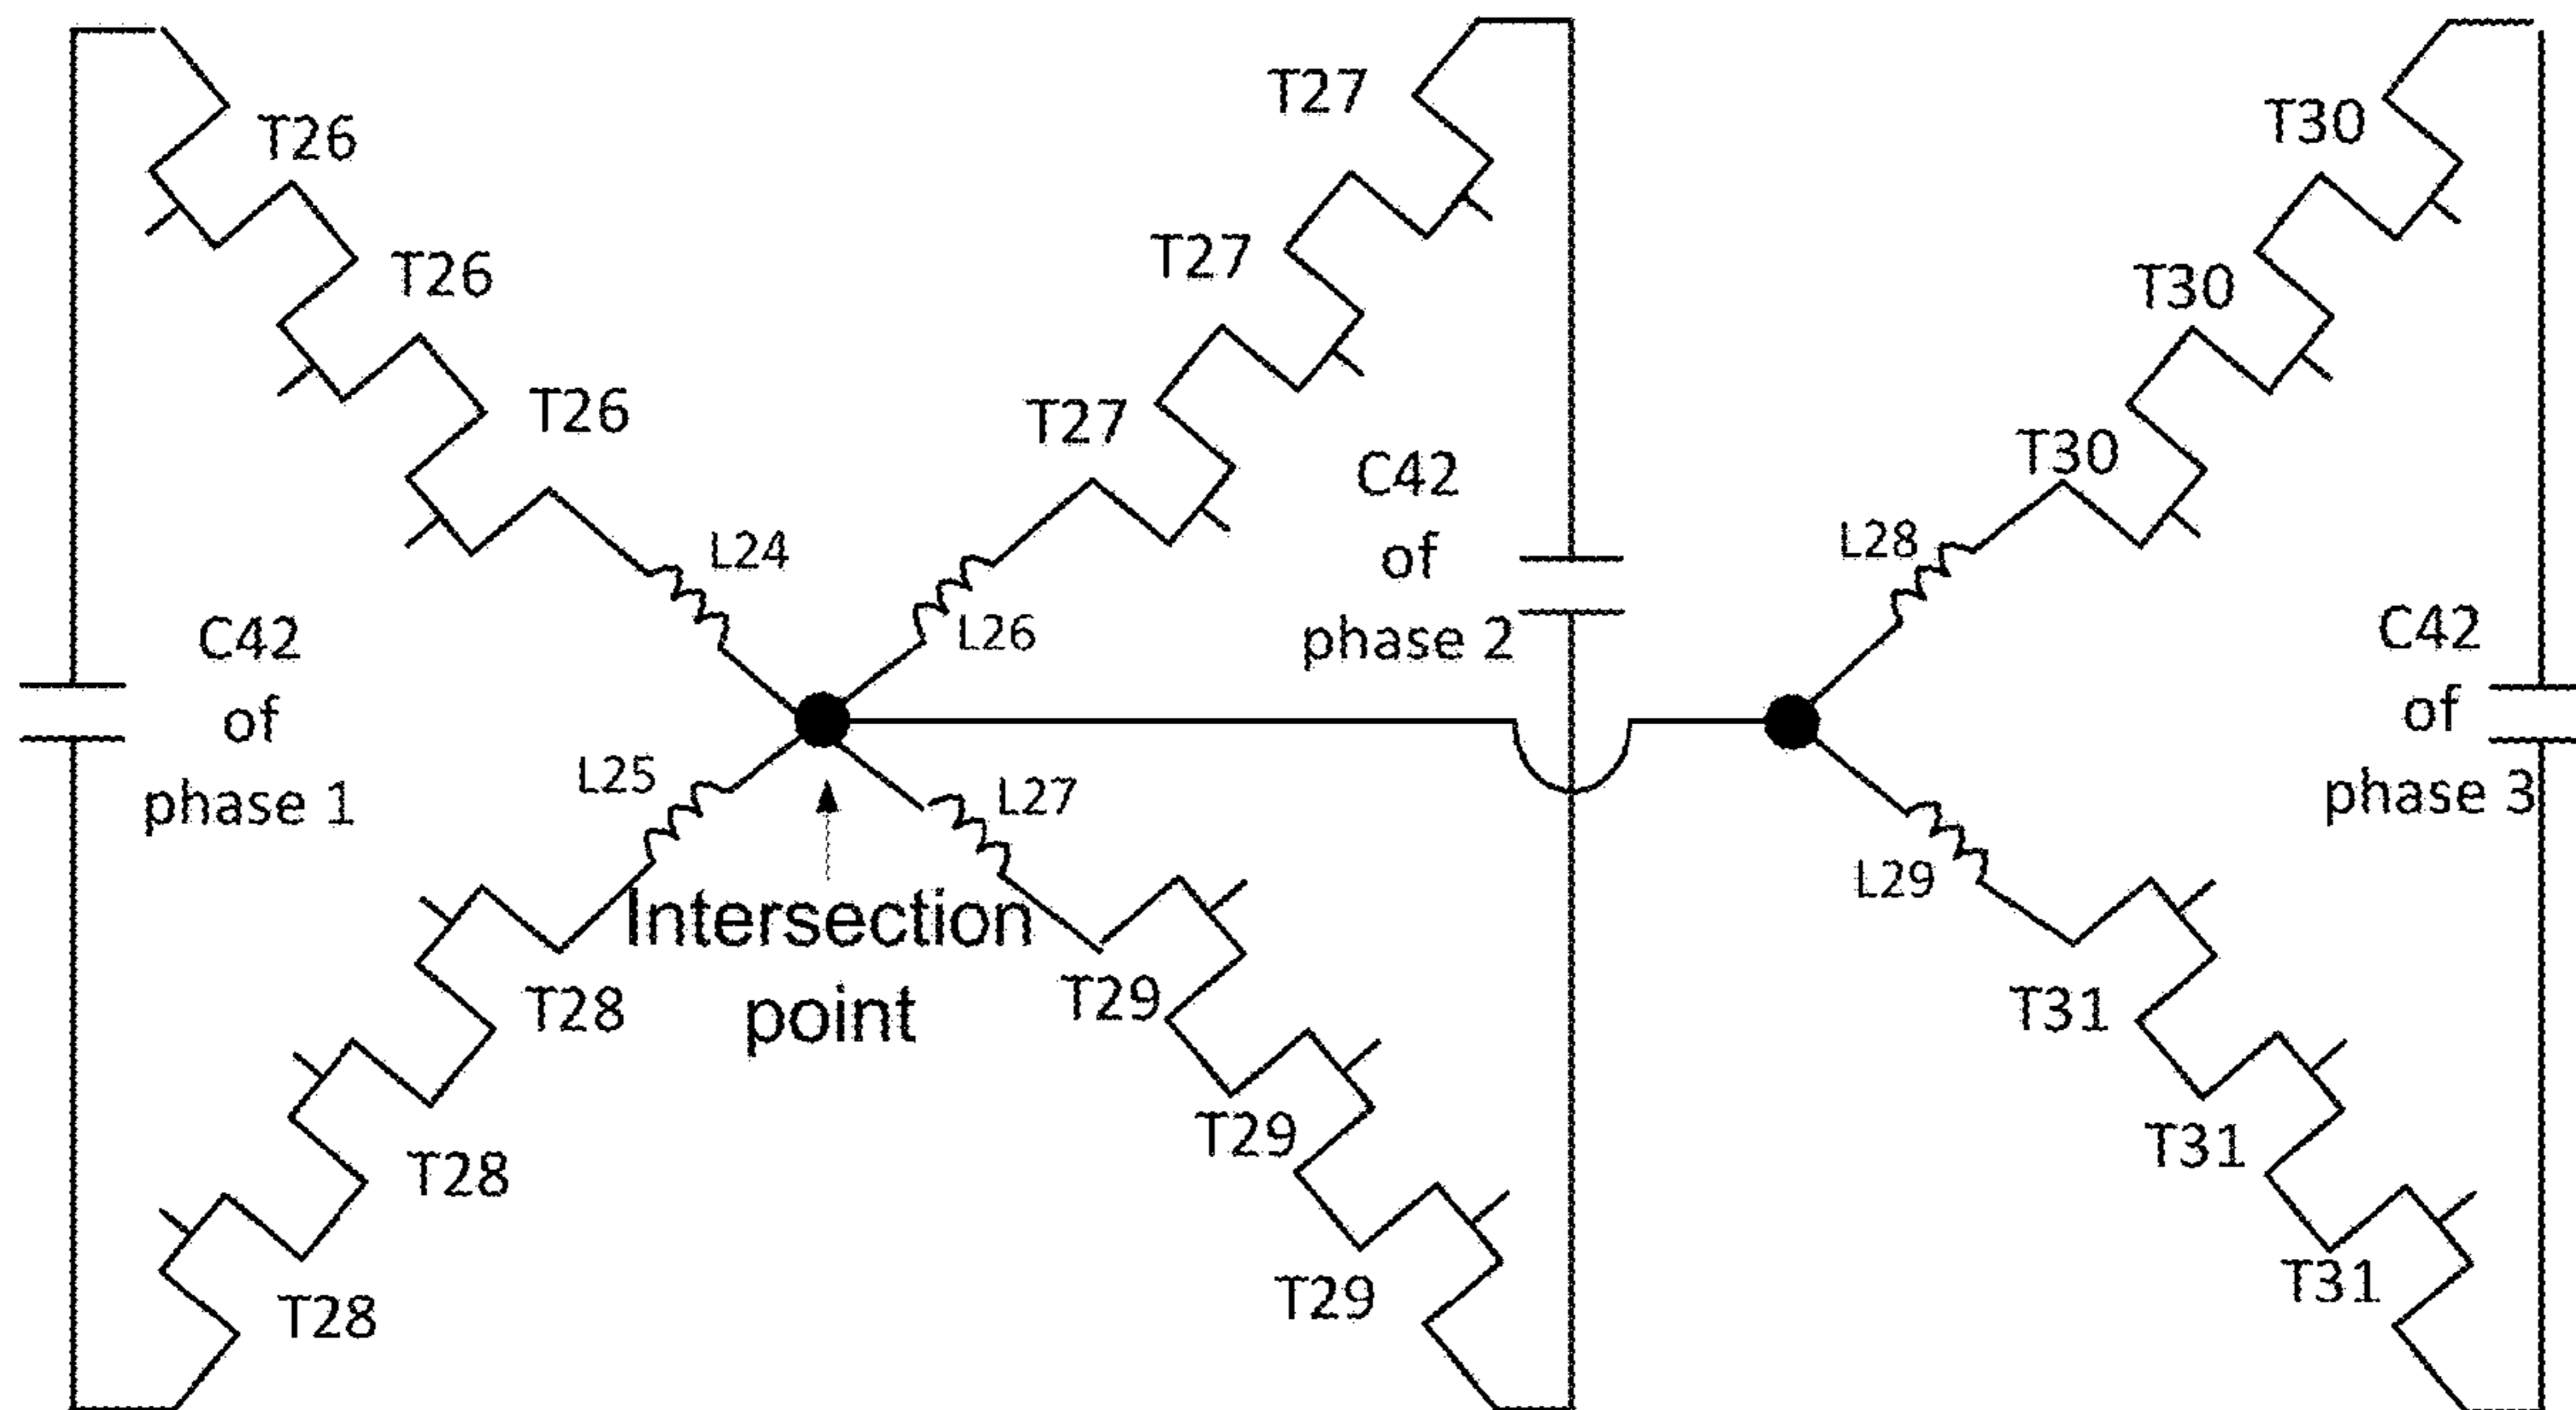 T27
T30
T26
T27
T26
T30
T26
T27
T30
C42
of
phase 2
L24
L28
L26
C42
of
phase 1
C42
of
phase 3
L25
L27
L29
Intersection
point
T28
T29
T31
T28
T29
T31
T28
T29
T31